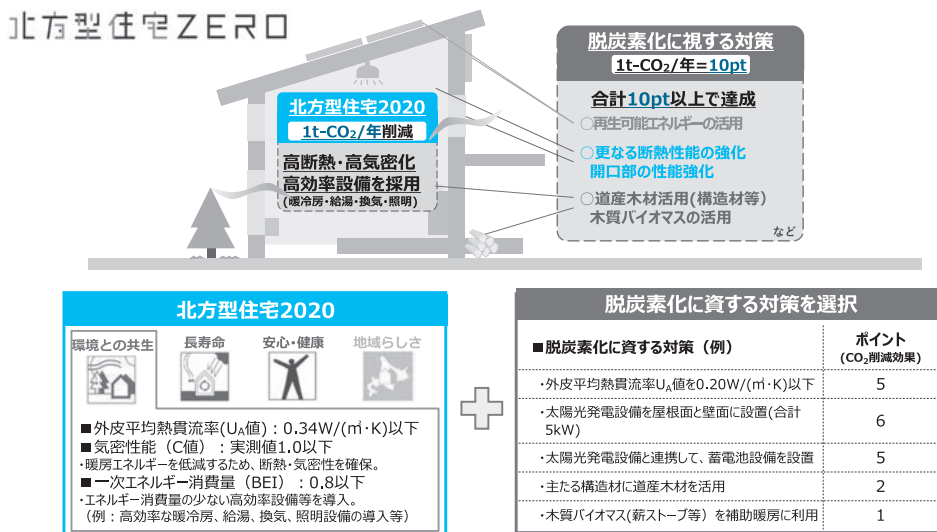 北方型住宅ZERO
脱炭素化に視する対策
1t-CO₂/年=10pt
合計10pt以上で達成
○再生可能エネルギーの活用
○更なる断熱性能の強化
開口部の性能強化
○道産木材活用(構造材等)
木質バイオマスの活用
など
北方型住宅2020
1t-CO₂/年削減
高断熱・高気密化
高効率設備を採用
(暖冷房・給湯・換気・照明)
北方型住宅2020
環境との共生
長寿命
安心・健康
地域らしさ
■外皮平均熱貫流率(UA値)：0.34W/(㎡·K)以下
■気密性能（C値）：実測値1.0以下
・暖房エネルギーを低減するため、断熱・気密性を確保。
■一次エネルギー消費量（BEI）：0.8以下
・エネルギー消費量の少ない高効率設備等を導入。
（例：高効率な暖冷房、給湯、換気、照明設備の導入等）
脱炭素化に資する対策を選択
■脱炭素化に資する対策（例）
ポイント
(CO₂削減効果)
・外皮平均熱貫流率UA値を0.20W/(㎡·K)以下
5
・太陽光発電設備を屋根面と壁面に設置(合計
5kW)
6
・太陽光発電設備と連携して、蓄電池設備を設置
5
・主たる構造材に道産木材を活用
2
・木質バイオマス(薪ストーブ等）を補助暖房に利用
1